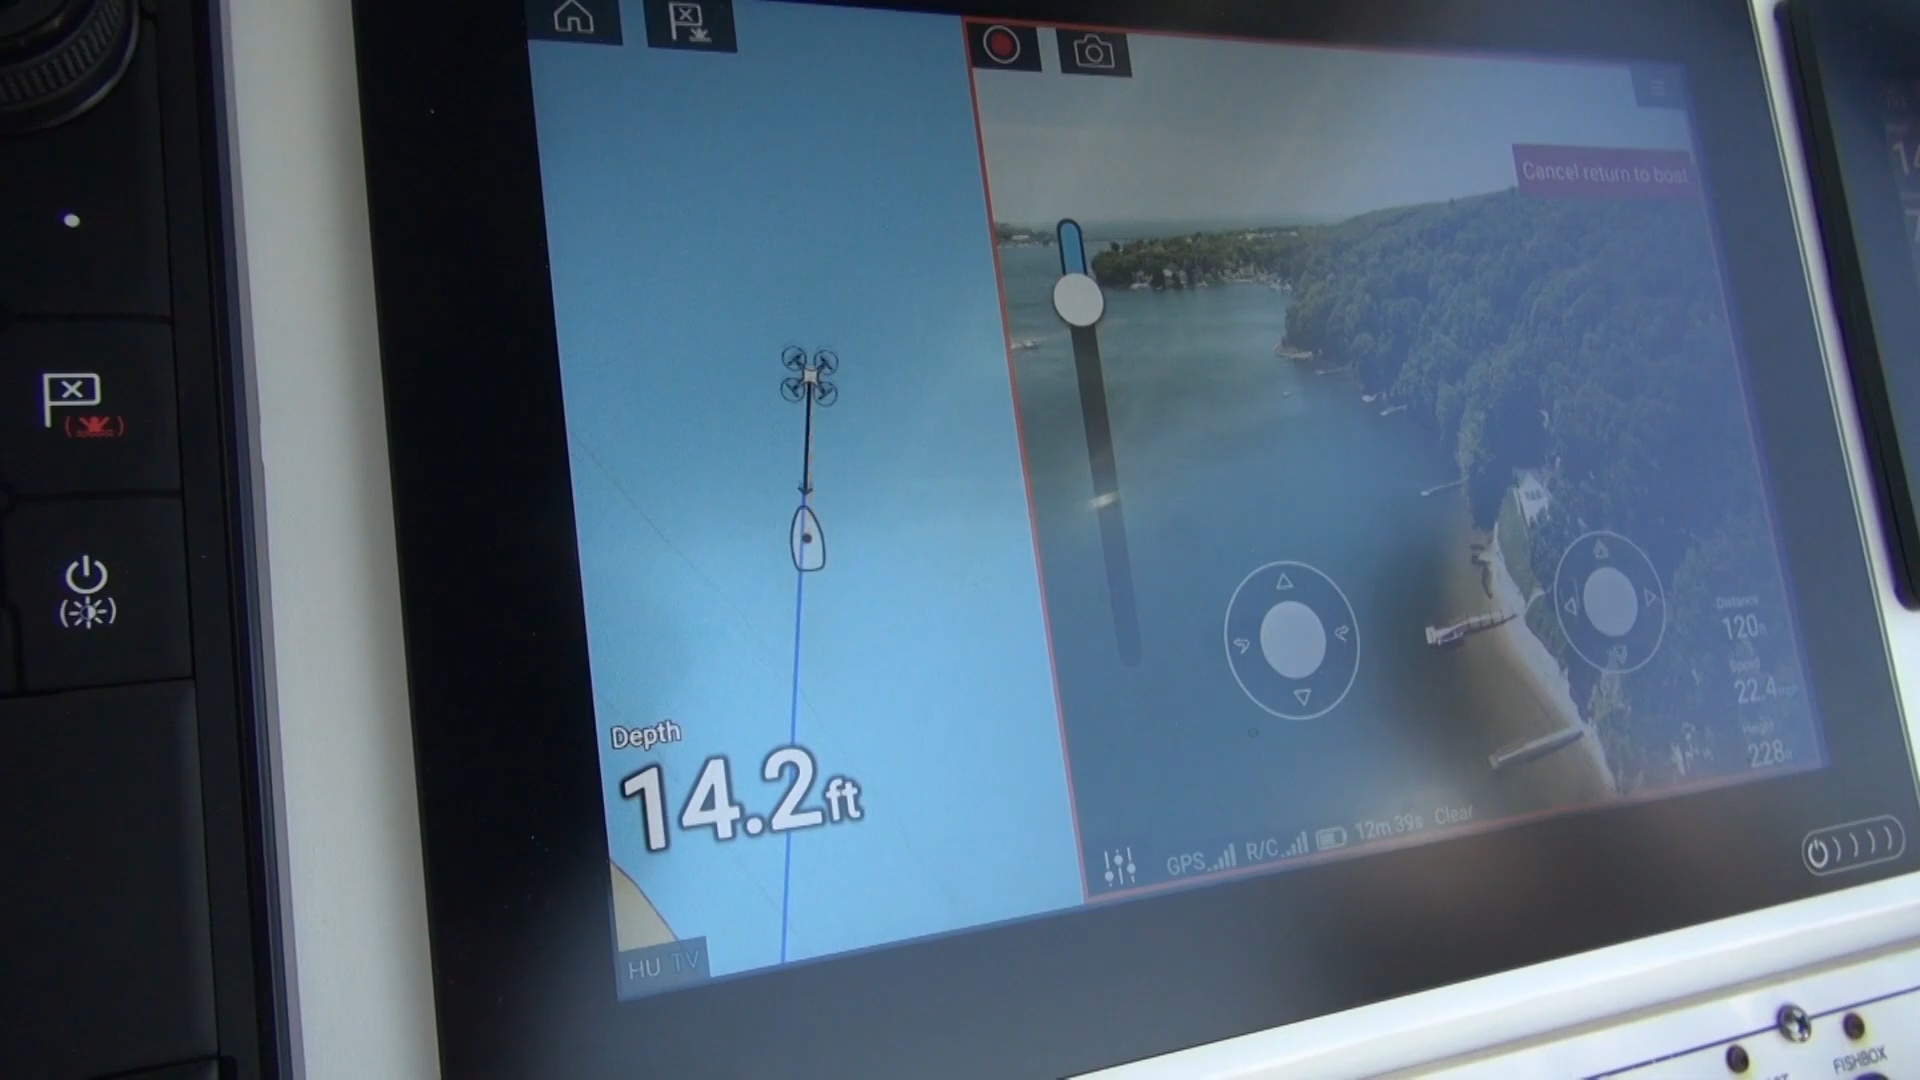 Cancel return to boat
Distance
120ft
Speed
22.4mph
Height
228ft
Depth
14.2ft
GPS R/C 12m 39s Clear
HU TV
FISHBOX